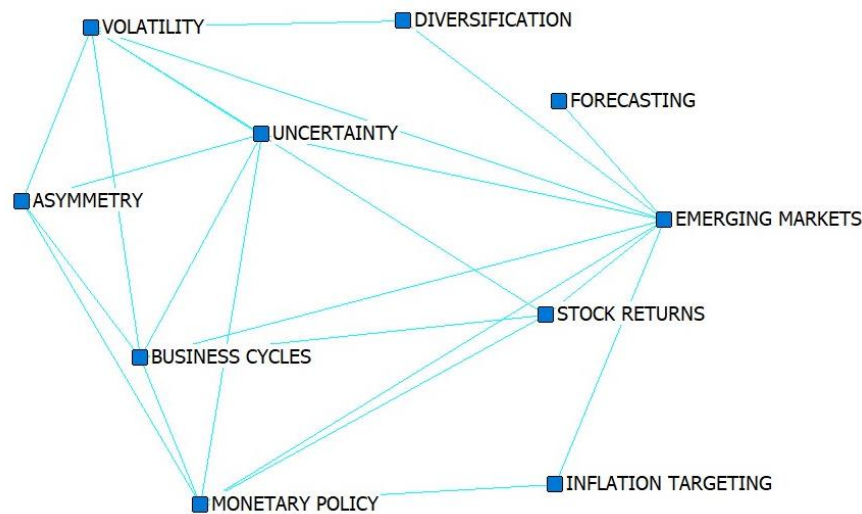 VOLATILITY
DIVERSIFICATION
FORECASTING
UNCERTAINTY
ASYMMETRY
EMERGING MARKETS
STOCK RETURNS
BUSINESS CYCLES
INFLATION TARGETING
MONETARY POLICY